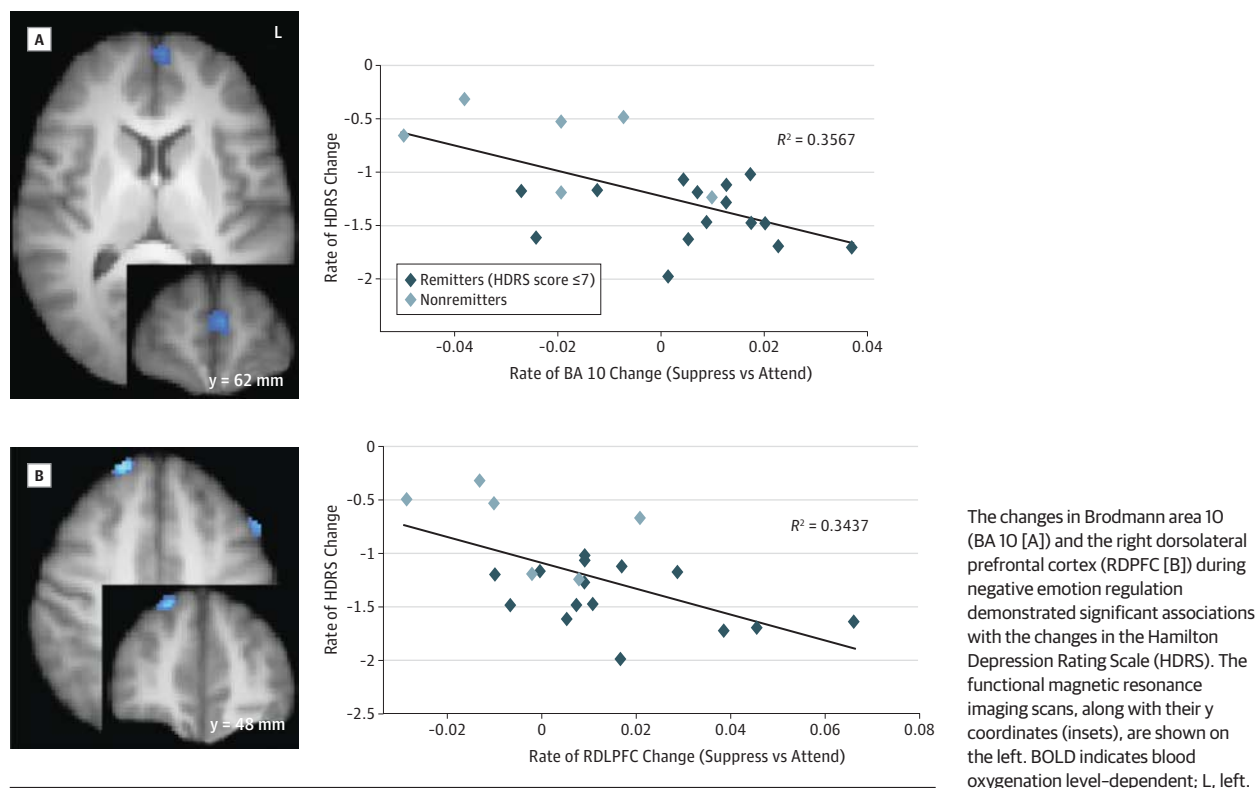 A
L
y = 62 mm
Rate of HDRS Change
0
-0.5
-1
-1.5
-2
R² = 0.3567
Remitters (HDRS score ≤7)
Nonremitters
-0.04
-0.02
0
0.02
0.04
Rate of BA 10 Change (Suppress vs Attend)
B
y = 48 mm
Rate of HDRS Change
0
-0.5
-1
-1.5
-2
-2.5
R² = 0.3437
-0.02
0
0.02
0.04
0.06
0.08
Rate of RDLPFC Change (Suppress vs Attend)
The changes in Brodmann area 10
(BA 10 [A]) and the right dorsolateral
prefrontal cortex (RDPFC [B]) during
negative emotion regulation
demonstrated significant associations
with the changes in the Hamilton
Depression Rating Scale (HDRS). The
functional magnetic resonance
imaging scans, along with their y
coordinates (insets), are shown on
the left. BOLD indicates blood
oxygenation level–dependent; L, left.